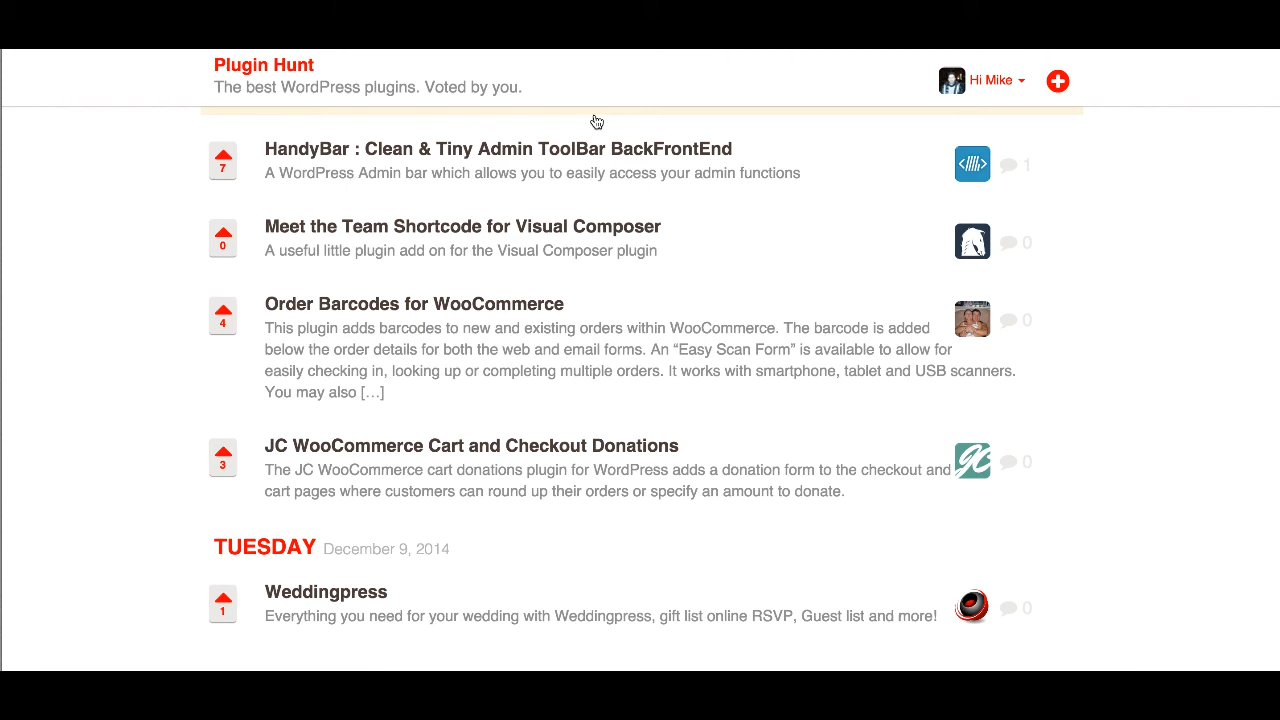 Plugin Hunt
The best WordPress plugins. Voted by you.
Hi Mike
HandyBar : Clean & Tiny Admin ToolBar BackFrontEnd
7
A WordPress Admin bar which allows you to easily access your admin functions
1
Meet the Team Shortcode for Visual Composer
0
A useful little plugin add on for the Visual Composer plugin
0
Order Barcodes for WooCommerce
4
This plugin adds barcodes to new and existing orders within WooCommerce. The barcode is added
below the order details for both the web and email forms. An “Easy Scan Form” is available to allow for
easily checking in, looking up or completing multiple orders. It works with smartphone, tablet and USB scanners.
You may also […]
0
JC WooCommerce Cart and Checkout Donations
3
The JC WooCommerce cart donations plugin for WordPress adds a donation form to the checkout and
cart pages where customers can round up their orders or specify an amount to donate.
JC
0
TUESDAY December 9, 2014
Weddingpress
1
Everything you need for your wedding with Weddingpress, gift list online RSVP, Guest list and more!
0